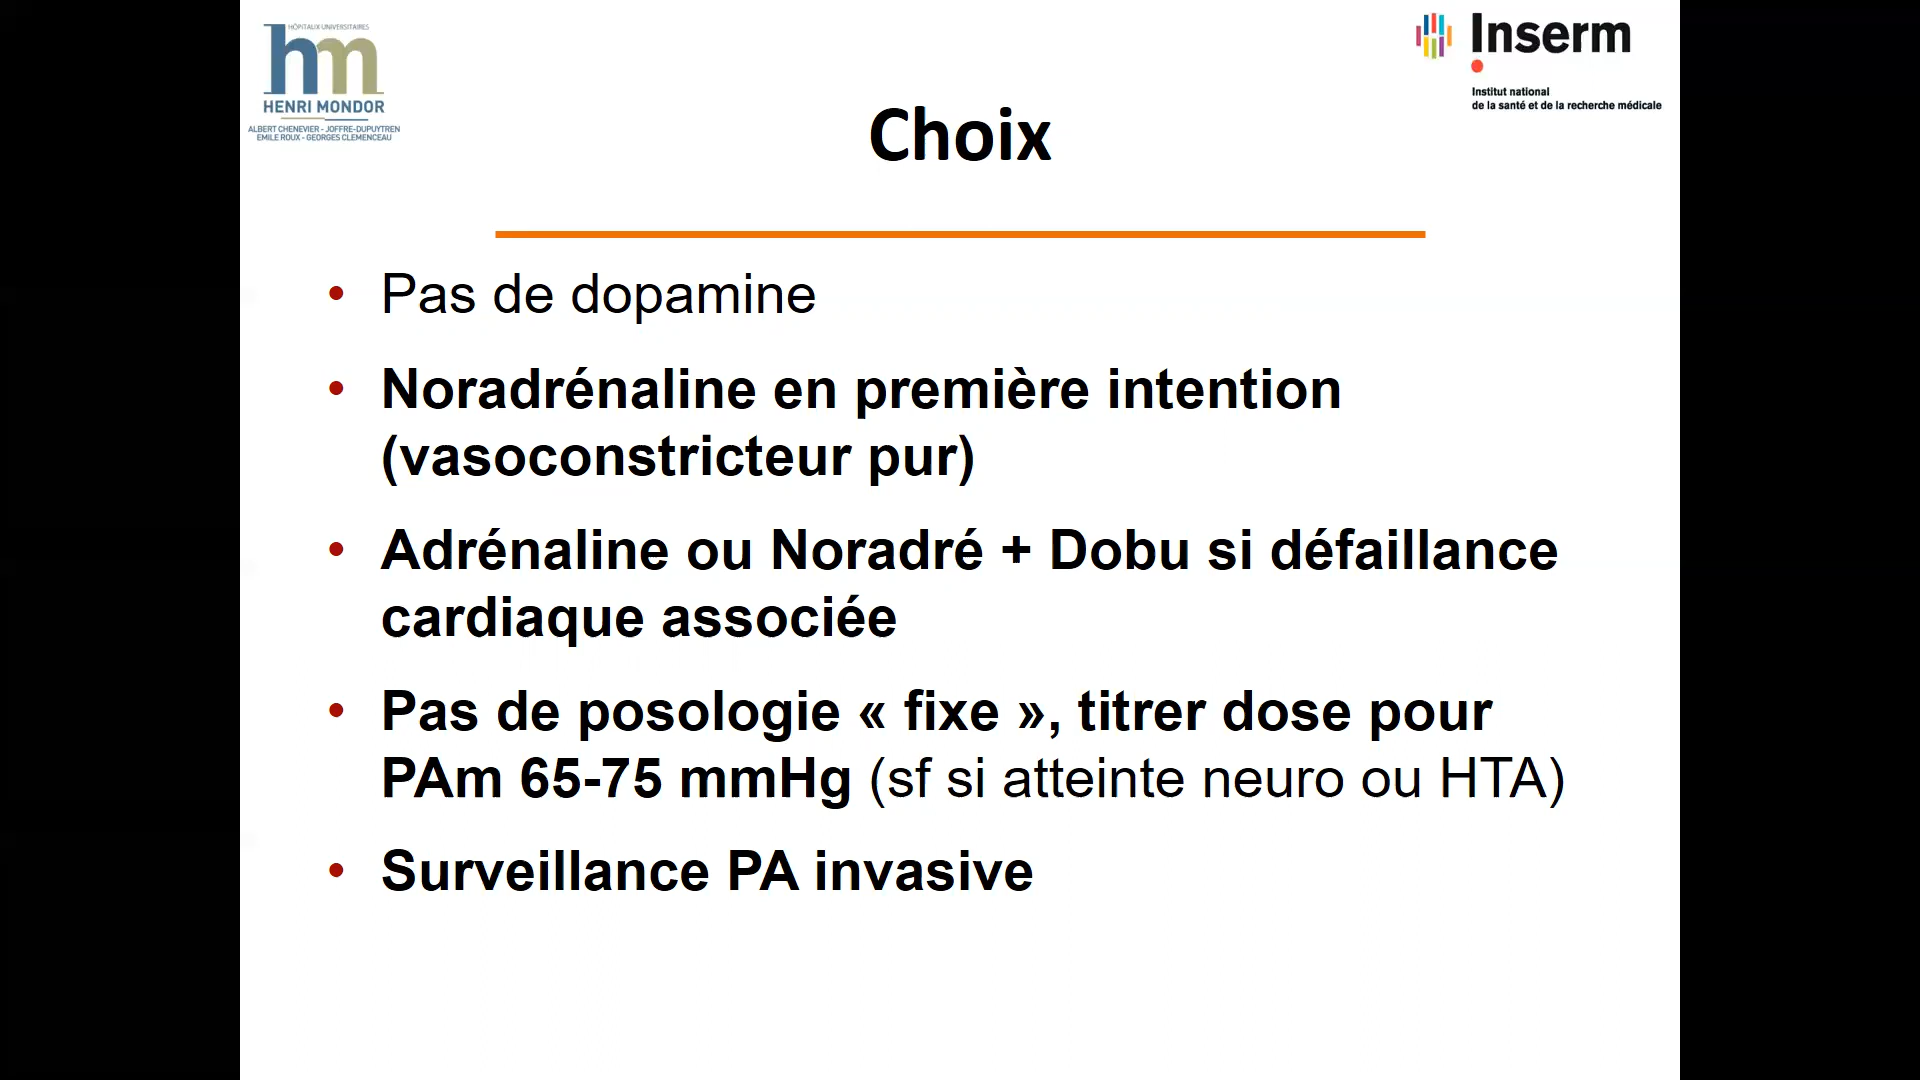 HÔPITAUX UNIVERSITAIRES
hm
HENRI MONDOR
ALBERT CHENEVIER - JOFFRE-DUPUYTREN
EMILE ROUX - GEORGES CLEMENCEAU
Inserm
Institut national
de la santé et de la recherche médicale
Choix
• Pas de dopamine
• Noradrénaline en première intention
(vasoconstricteur pur)
• Adrénaline ou Noradré + Dobu si défaillance
cardiaque associée
• Pas de posologie « fixe », titrer dose pour
PAm 65-75 mmHg (sf si atteinte neuro ou HTA)
• Surveillance PA invasive